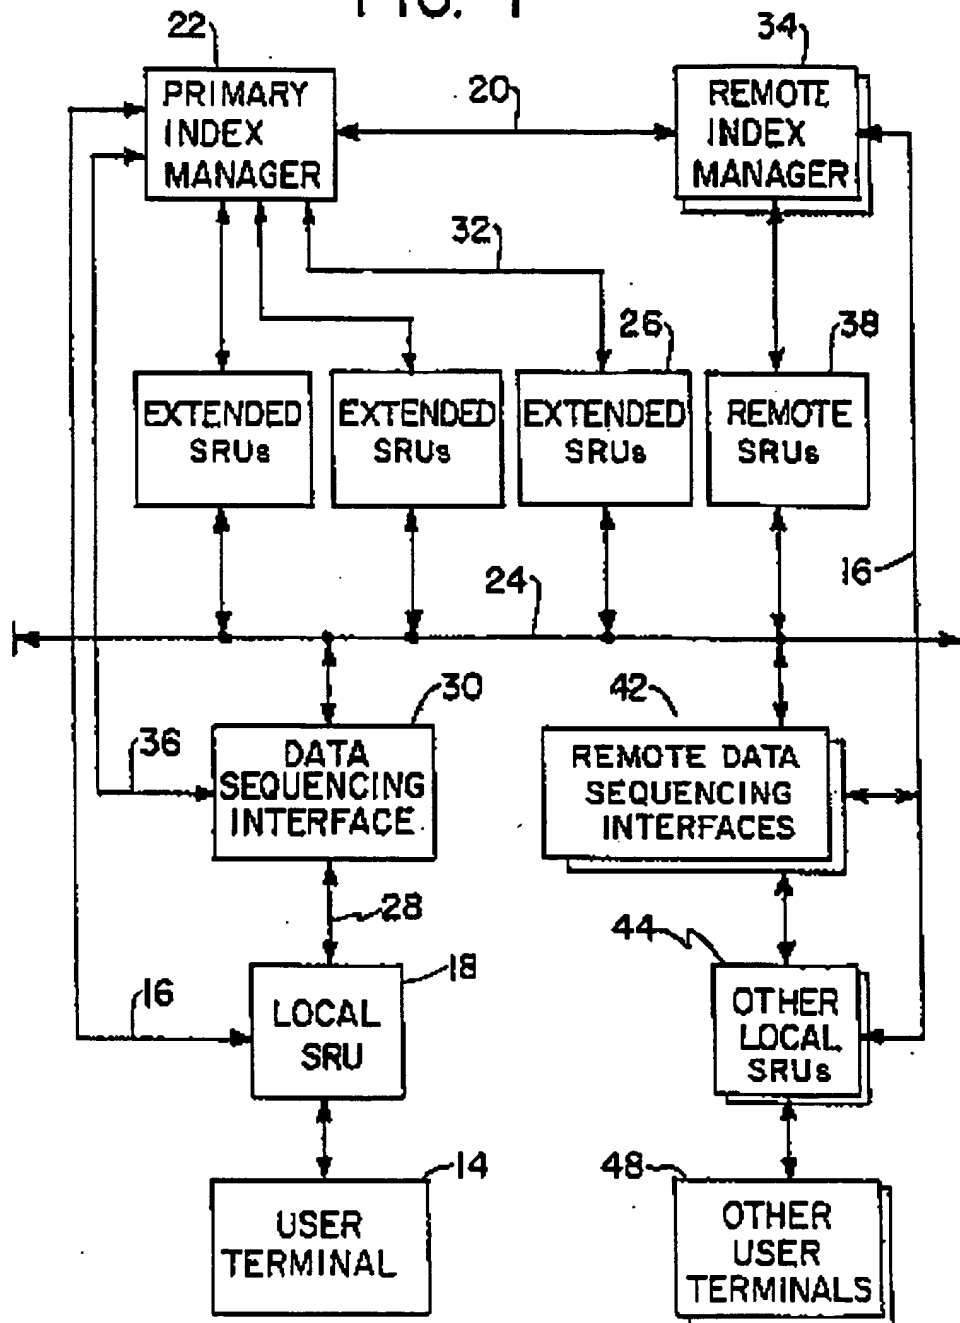 FIG. 1
22
34
PRIMARY
INDEX
MANAGER
20
REMOTE
INDEX
MANAGER
32
26
38
EXTENDED
SRUs
EXTENDED
SRUs
EXTENDED
SRUs
REMOTE
SRUs
16
24
30
42
36
DATA
SEQUENCING
INTERFACE
REMOTE DATA
SEQUENCING
INTERFACES
28
44
18
16
LOCAL
SRU
OTHER
LOCAL
SRUs
14
48
USER
TERMINAL
OTHER
USER
TERMINALS